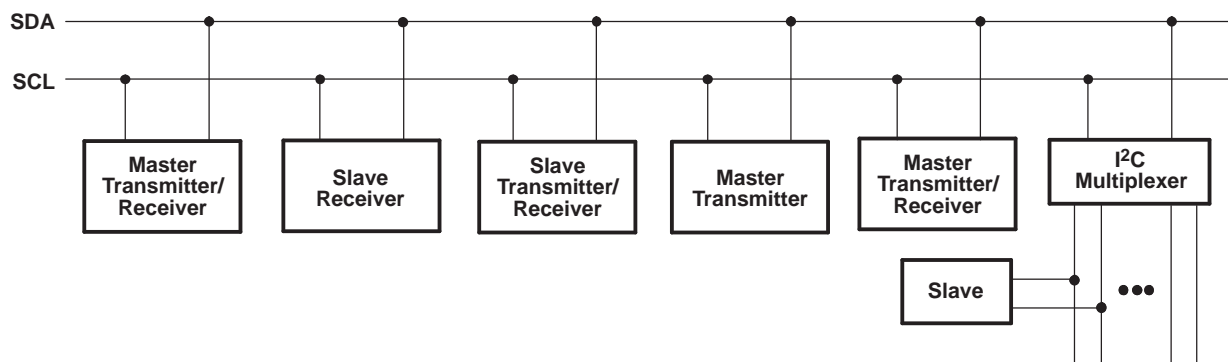 SDA
SCL
Master
Transmitter/
Receiver
Slave
Receiver
Slave
Transmitter/
Receiver
Master
Transmitter
Master
Transmitter/
Receiver
I²C
Multiplexer
Slave